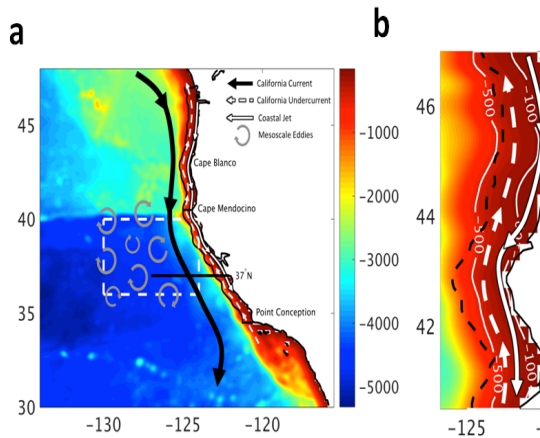 a
b
California Current
California Undercurrent
Coastal Jet
Mesoscale Eddies
Cape Blanco
Cape Mendocino
37°N
Point Conception
45
40
35
30
−130
−125
−120
−1000
−2000
−3000
−4000
−5000
46
44
42
−125
−500
−100
−500
−100
−500
−100